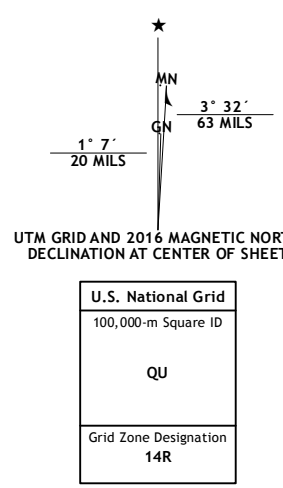 ★
MN
3° 32´
63 MILS
GN
1° 7´
20 MILS
UTM GRID AND 2016 MAGNETIC
DECLINATION AT CENTER OF SHEET
U.S. National Grid
100,000-m Square ID
QU
Grid Zone Designation
14R